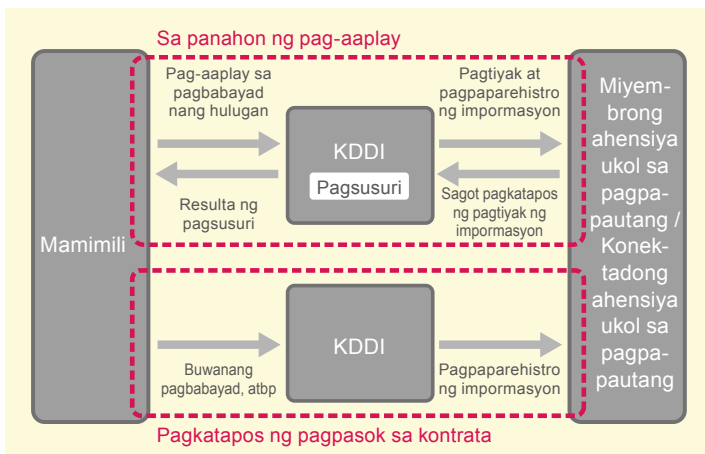 Sa panahon ng pag-aaplay
Pag-aaplay sa
pagbabayad
nang hulugan
Pagtiyak at
pagpaparehistro
ng impormasyon
KDDI
Pagsusuri
Resulta ng
pagsusuri
Sagot pagkatapos
ng pagtiyak ng
impormasyon
Mamimili
Miyem-
brong
ahensiya
ukol sa
pagpa-
pautang /
Konek-
tadong
ahensiya
ukol sa
pagpa-
pautang
KDDI
Buwanang
pagbabayad, atbp
Pagpaparehistro
ng impormasyon
Pagkatapos ng pagpasok sa kontrata